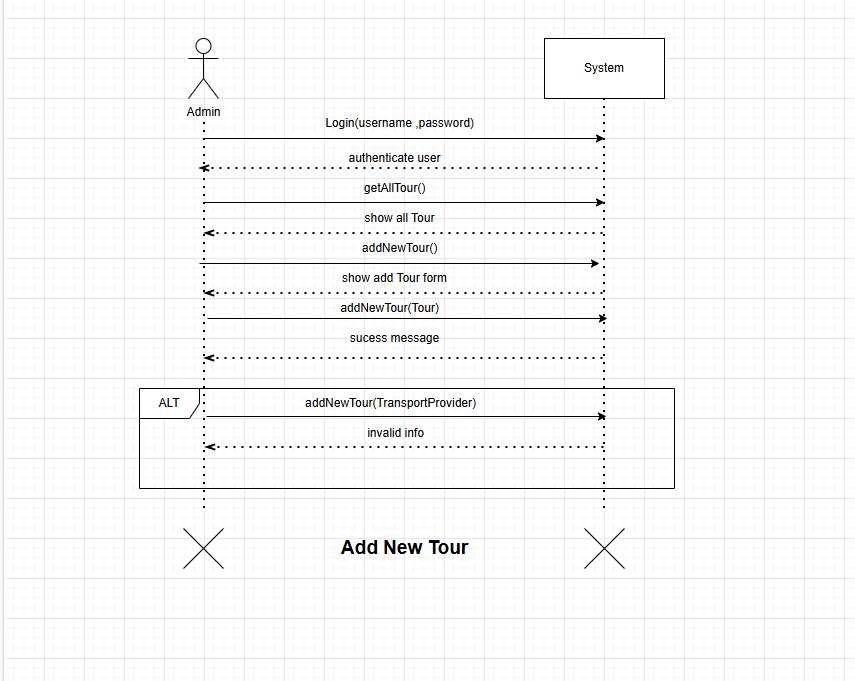 System
Admin
Login(username ,password)
authenticate user
getAllTour()
show all Tour
addNewTour()
show add Tour form
addNewTour(Tour)
sucess message
ALT
addNewTour(TransportProvider)
invalid info
Add New Tour